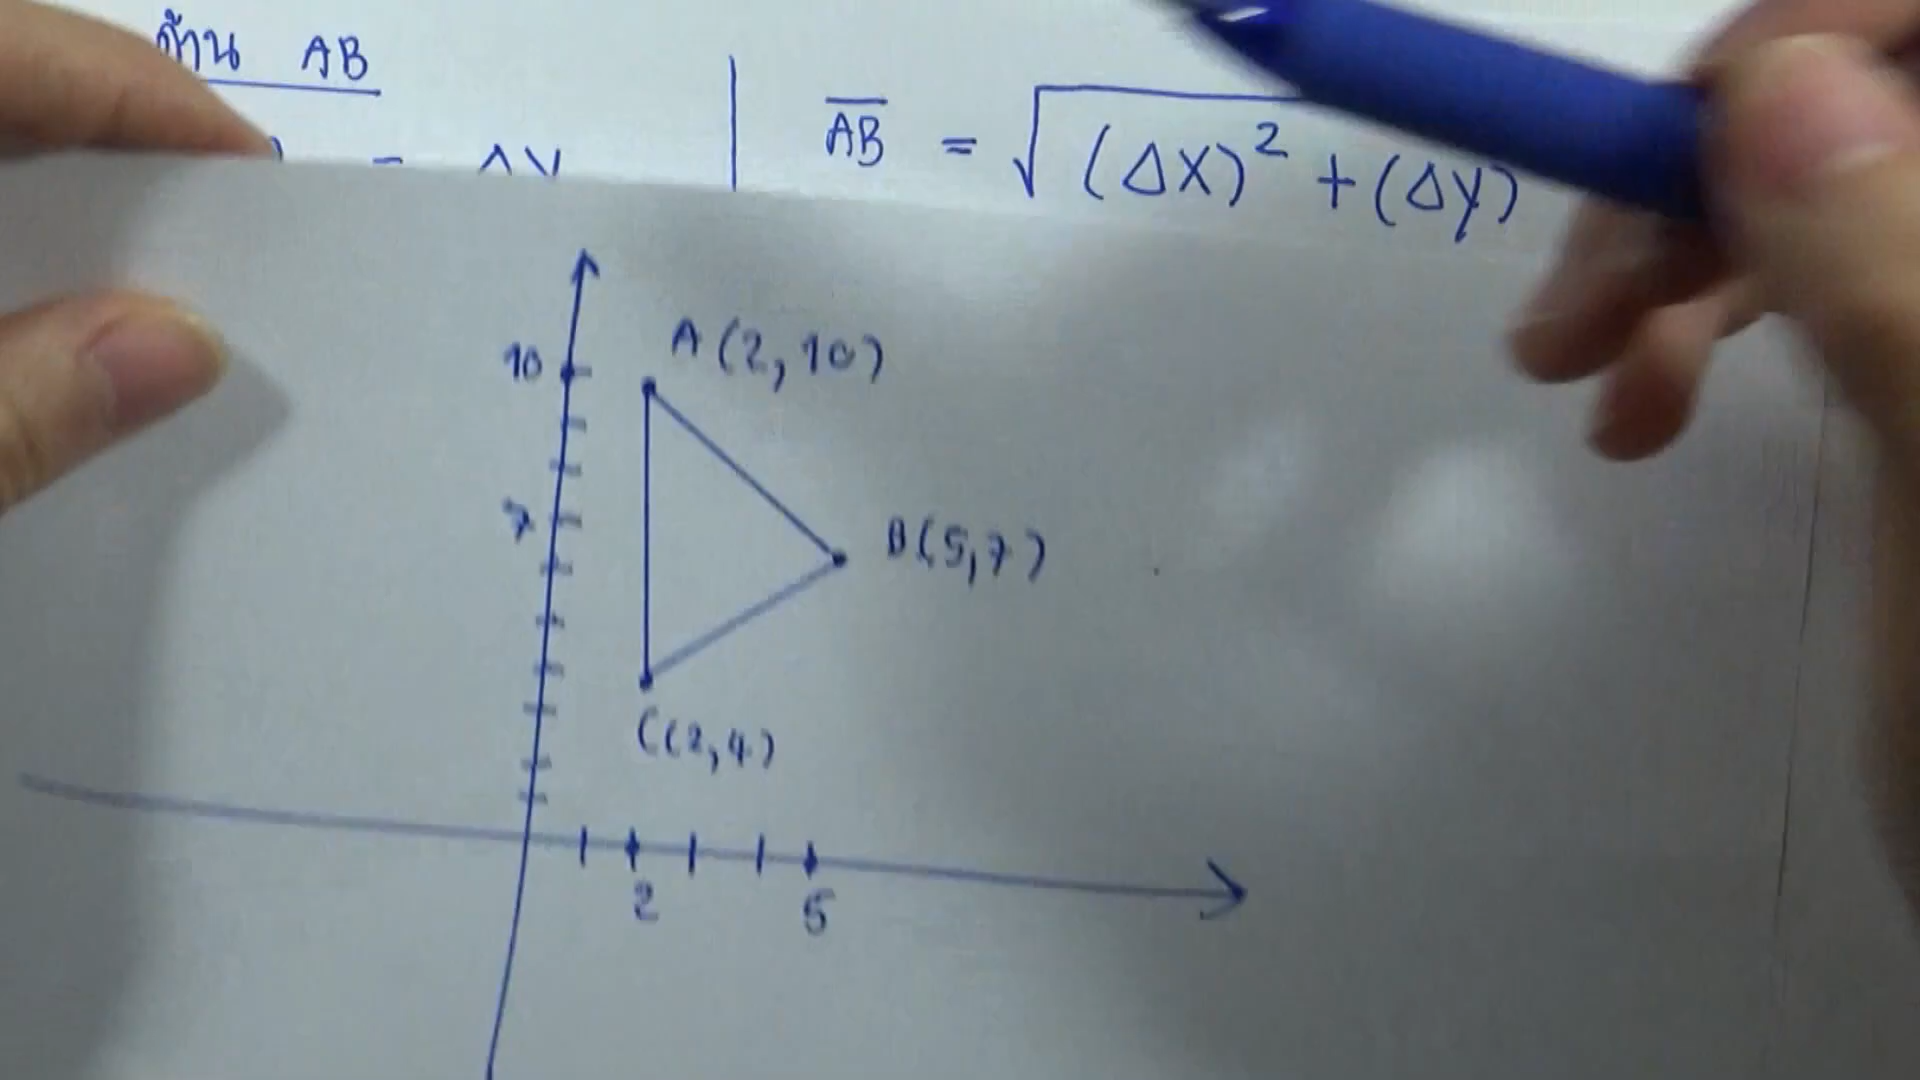 ด้าน AB
AB = √(ΔX)² + (Δy)
A(2,10)
10
7
B(5,7)
C(2,4)
2 5